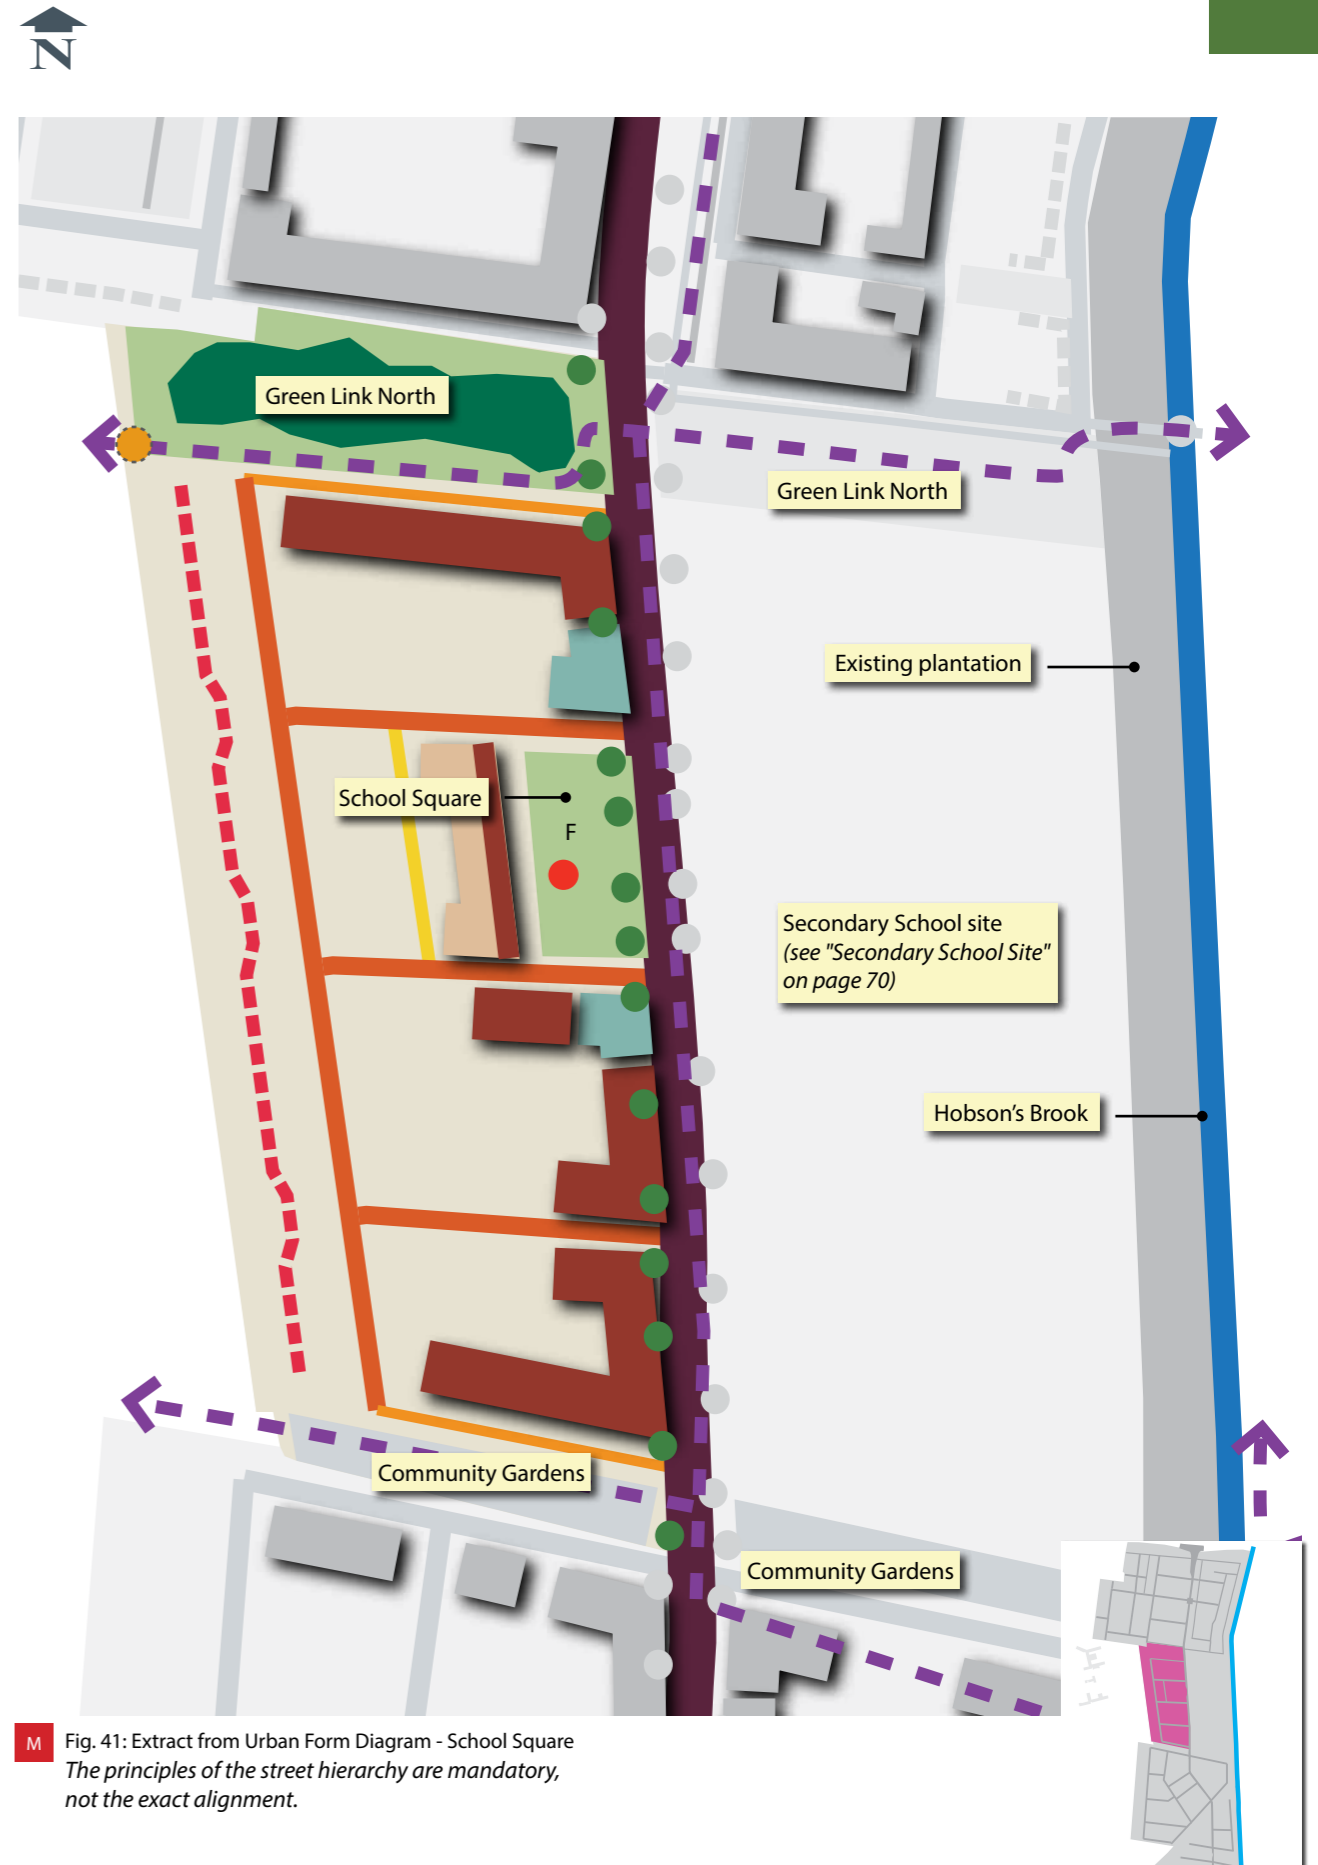 N
Green Link North
Green Link North
Existing plantation
School Square
F
Secondary School site
(see "Secondary School Site"
on page 70)
Hobson's Brook
Community Gardens
Community Gardens
M
Fig. 41: Extract from Urban Form Diagram - School Square
The principles of the street hierarchy are mandatory,
not the exact alignment.